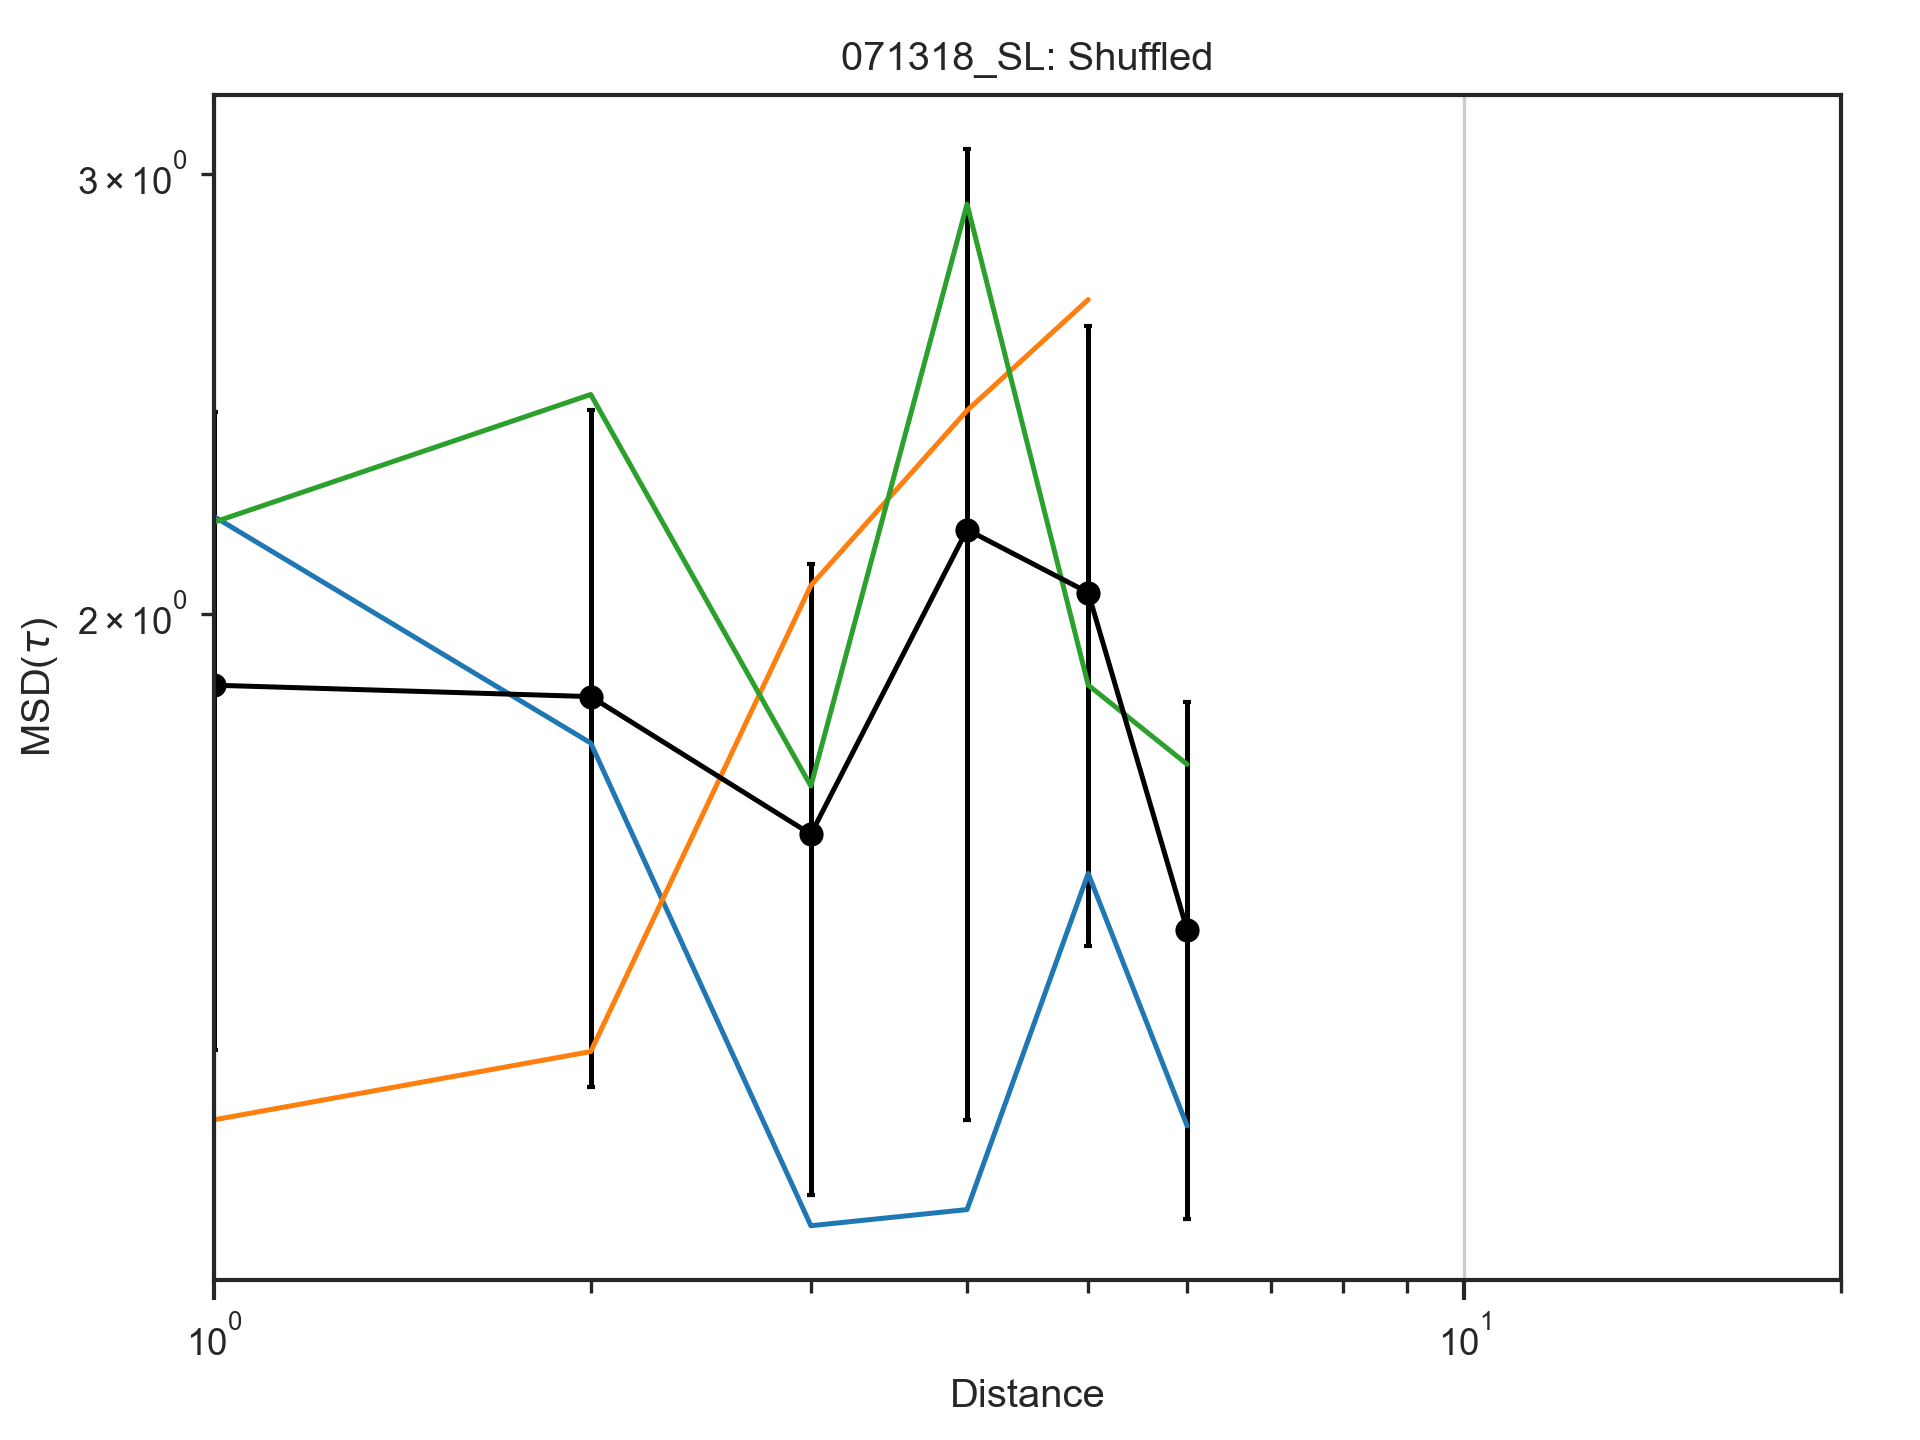 071318_SL: Shuffled
3 × 10⁰
2 × 10⁰
MSD(τ)
10⁰
10¹
Distance